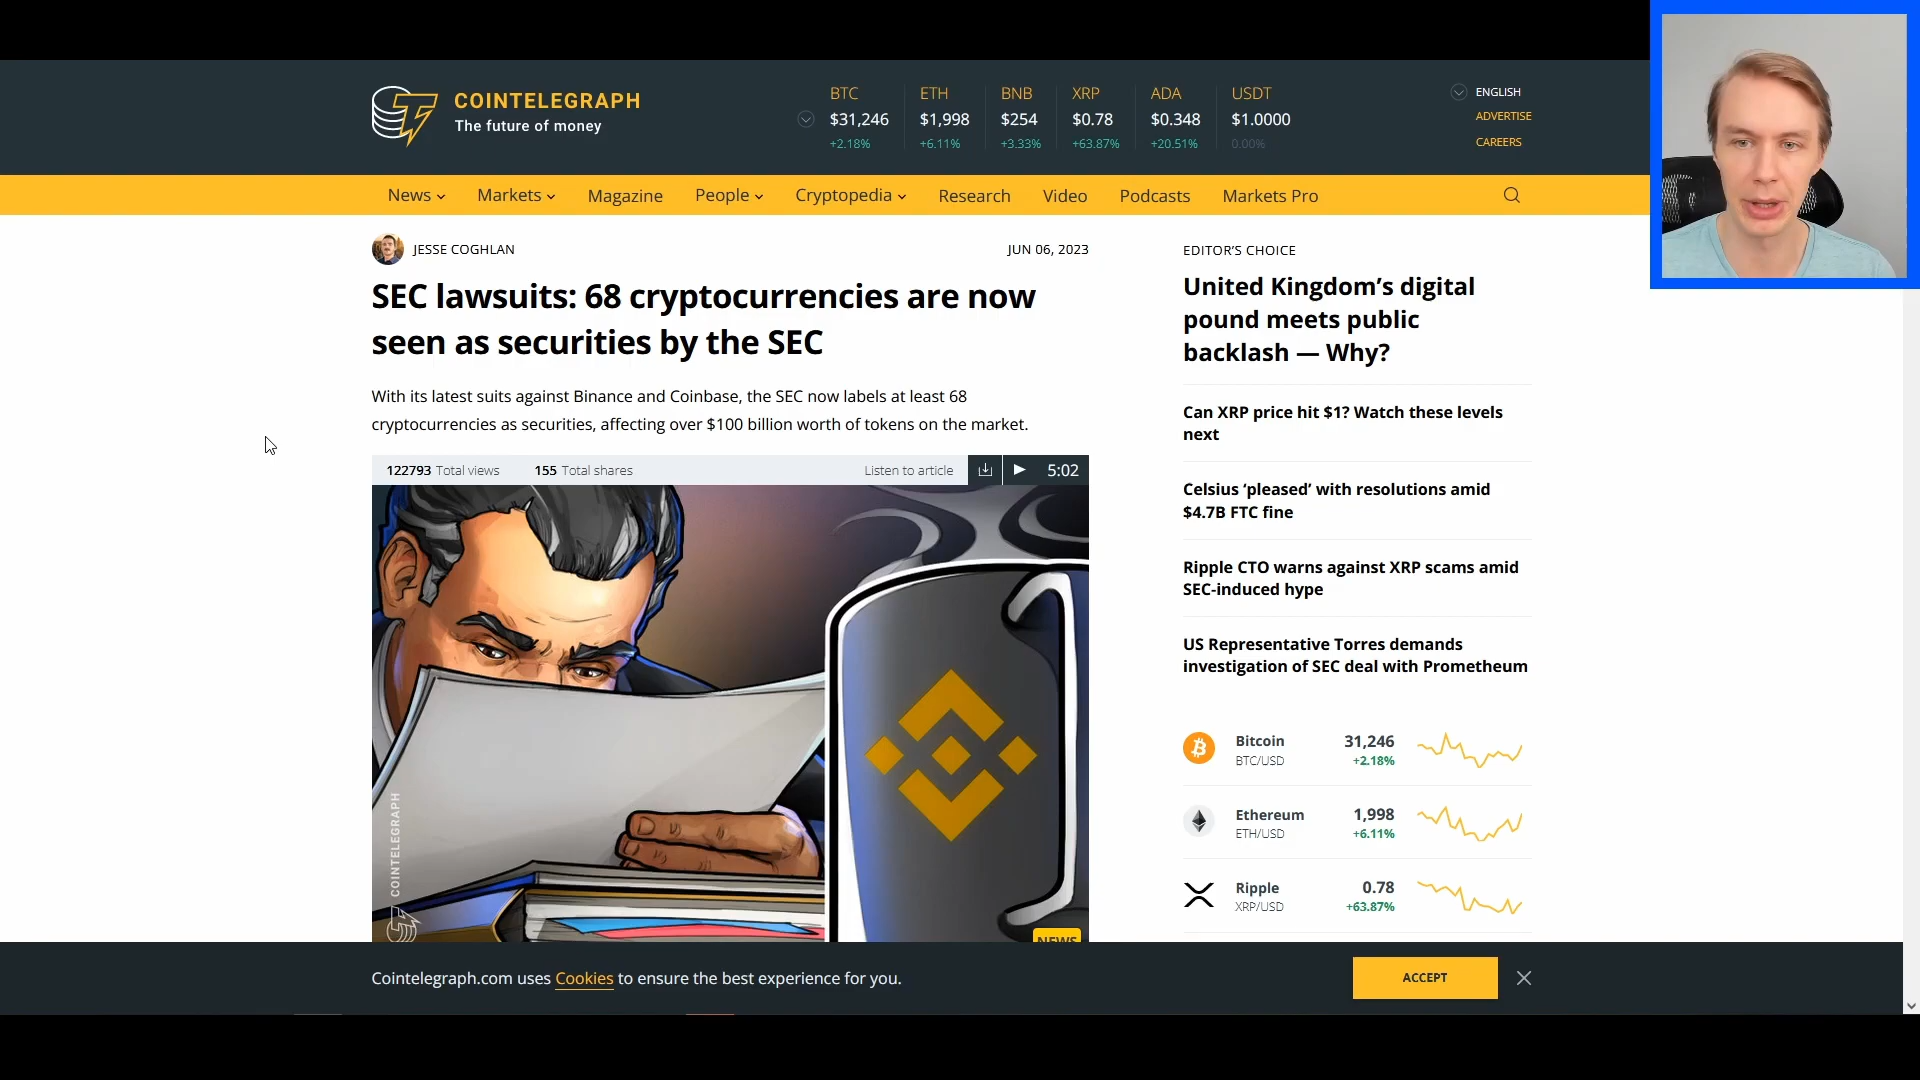 COINTELEGRAPH
The future of money
BTC
$31,246
+2.18%
ETH
$1,998
+6.11%
BNB
$254
+3.33%
XRP
$0.78
+63.87%
ADA
$0.348
+20.51%
USDT
$1.0000
0.00%
ENGLISH
ADVERTISE
CAREERS
News
Markets
Magazine
People
Cryptopedia
Research
Video
Podcasts
Markets Pro
JESSE COGHLAN
JUN 06, 2023
SEC lawsuits: 68 cryptocurrencies are now
seen as securities by the SEC
With its latest suits against Binance and Coinbase, the SEC now labels at least 68
cryptocurrencies as securities, affecting over $100 billion worth of tokens on the market.
122793 Total views
155 Total shares
Listen to article
5:02
COINTELEGRAPH
NEWS
EDITOR'S CHOICE
United Kingdom’s digital
pound meets public
backlash — Why?
Can XRP price hit $1? Watch these levels
next
Celsius ‘pleased’ with resolutions amid
$4.7B FTC fine
Ripple CTO warns against XRP scams amid
SEC-induced hype
US Representative Torres demands
investigation of SEC deal with Prometheum
Bitcoin
BTC/USD
31,246
+2.18%
Ethereum
ETH/USD
1,998
+6.11%
Ripple
XRP/USD
0.78
+63.87%
Cointelegraph.com uses Cookies to ensure the best experience for you.
ACCEPT